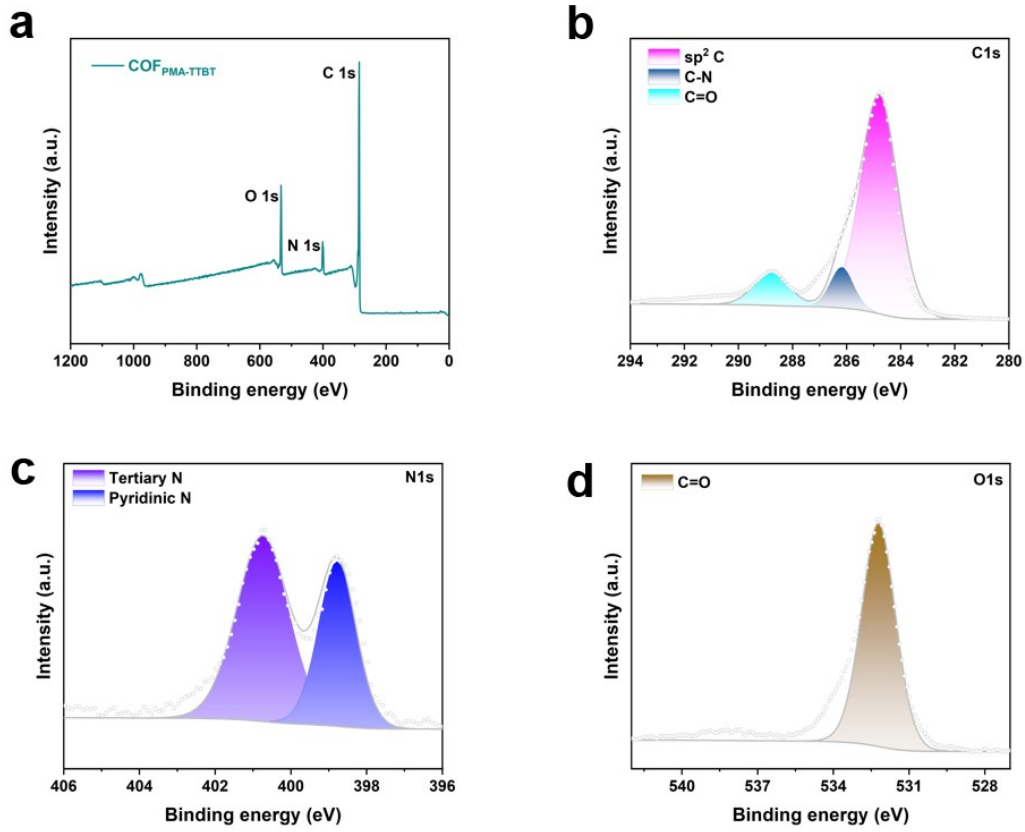 a
COF_PMA-TTBT
C 1s
O 1s
N 1s
Intensity (a.u.)
1200 1000 800 600 400 200 0
Binding energy (eV)
b
sp² C
C-N
C=O
C1s
Intensity (a.u.)
294 292 290 288 286 284 282 280
Binding energy (eV)
c
Tertiary N
Pyridinic N
N1s
Intensity (a.u.)
406 404 402 400 398 396
Binding energy (eV)
d
C=O
O1s
Intensity (a.u.)
540 537 534 531 528
Binding energy (eV)